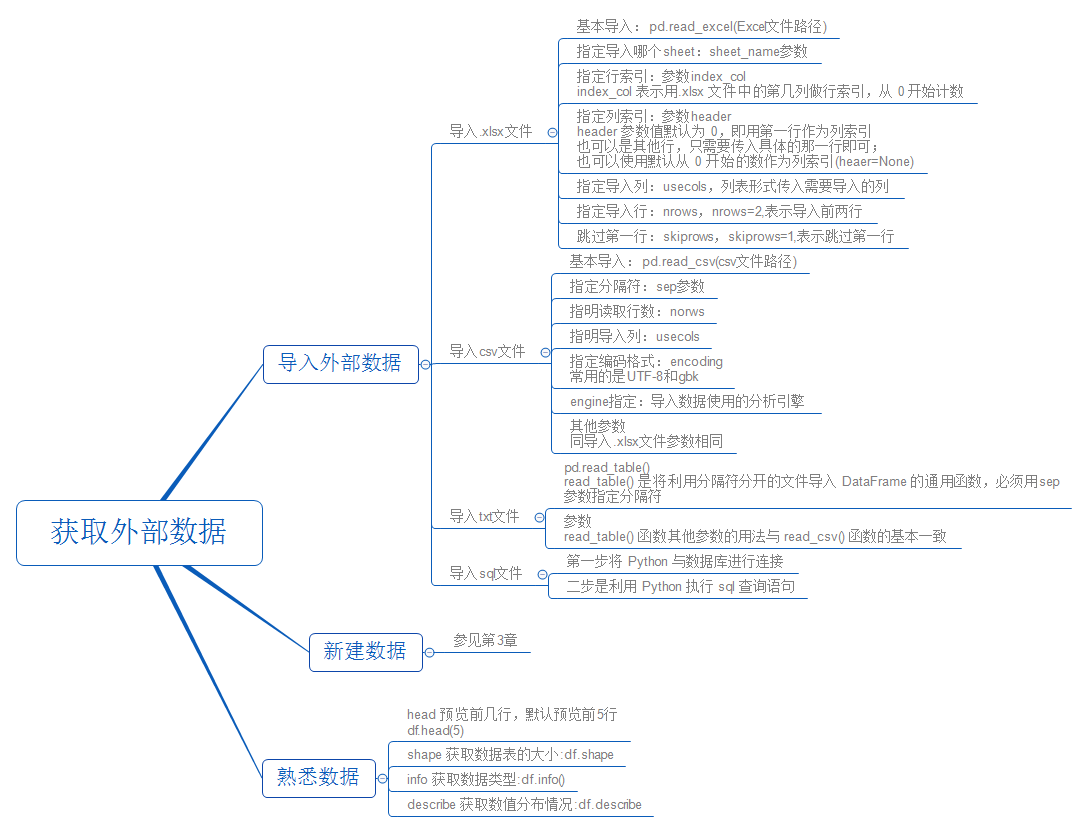 获取外部数据
导入外部数据
导入.xlsx文件
基本导入：pd.read_excel(Excel文件路径)
指定导入哪个sheet：sheet_name参数
指定行索引：参数index_col
index_col 表示用.xlsx 文件中的第几列做行索引，从 0 开始计数
指定列索引：参数header
header 参数值默认为 0，即用第一行作为列索引
也可以是其他行，只需要传入具体的那一行即可；
也可以使用默认从 0 开始的数作为列索引(heaer=None)
指定导入列：usecols，列表形式传入需要导入的列
指定导入行：nrows，nrows=2,表示导入前两行
跳过第一行：skiprows，skiprows=1,表示跳过第一行
导入csv文件
基本导入：pd.read_csv(csv文件路径)
指定分隔符：sep参数
指明读取行数：norws
指明导入列：usecols
指定编码格式：encoding
常用的是UTF-8和gbk
engine指定：导入数据使用的分析引擎
其他参数
同导入.xlsx文件参数相同
导入txt文件
pd.read_table()
read_table() 是将利用分隔符分开的文件导入 DataFrame 的通用函数，必须用sep
参数指定分隔符
参数
read_table() 函数其他参数的用法与 read_csv() 函数的基本一致
导入sql文件
第一步将 Python 与数据库进行连接
二步是利用 Python 执行 sql 查询语句
新建数据
参见第3章
熟悉数据
head 预览前几行，默认预览前5行
df.head(5)
shape 获取数据表的大小:df.shape
info 获取数据类型:df.info()
describe 获取数值分布情况:df.describe